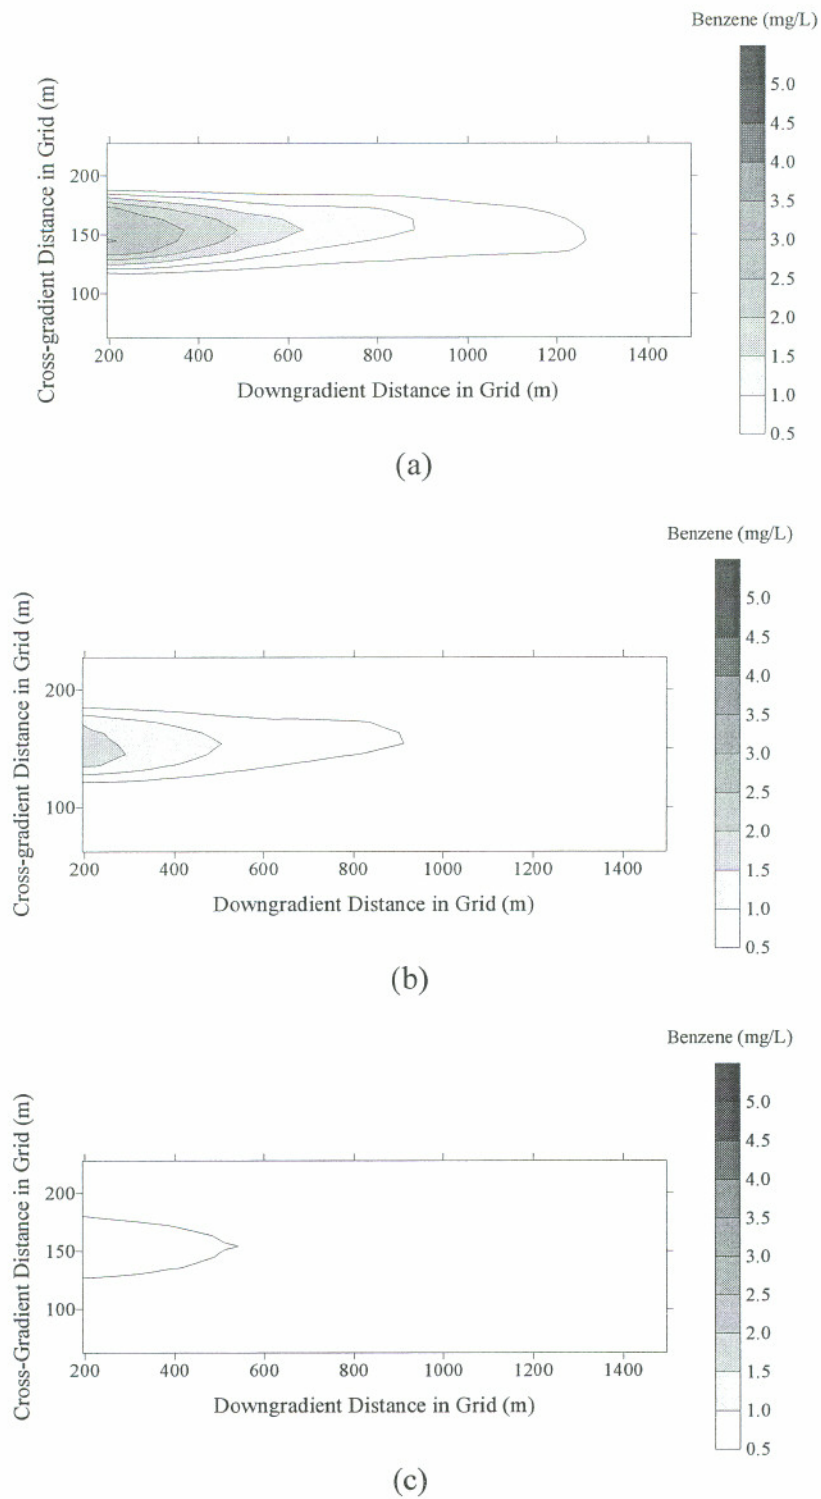 Benzene (mg/L)
5.0
4.5
4.0
3.5
3.0
2.5
2.0
1.5
1.0
0.5
Cross-gradient Distance in Grid (m)
200
150
100
200 400 600 800 1000 1200 1400
Downgradient Distance in Grid (m)
(a)
Benzene (mg/L)
5.0
4.5
4.0
3.5
3.0
2.5
2.0
1.5
1.0
0.5
Cross-gradient Distance in Grid (m)
200
100
200 400 600 800 1000 1200 1400
Downgradient Distance in Grid (m)
(b)
Benzene (mg/L)
5.0
4.5
4.0
3.5
3.0
2.5
2.0
1.5
1.0
0.5
Cross-Gradient Distance in Grid (m)
200
150
100
200 400 600 800 1000 1200 1400
Downgradient Distance in Grid (m)
(c)